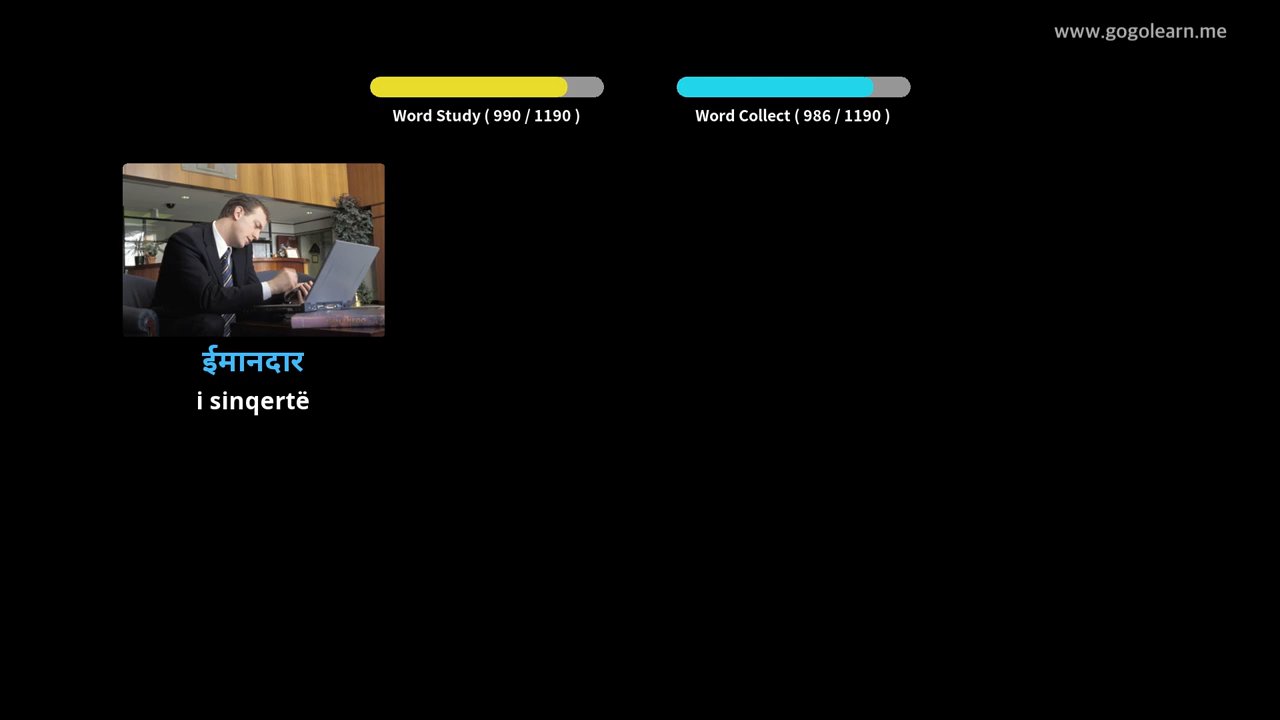 www.gogolearn.me
Word Study ( 990 / 1190 )
Word Collect ( 986 / 1190 )
ईमानदार
i sinqertë